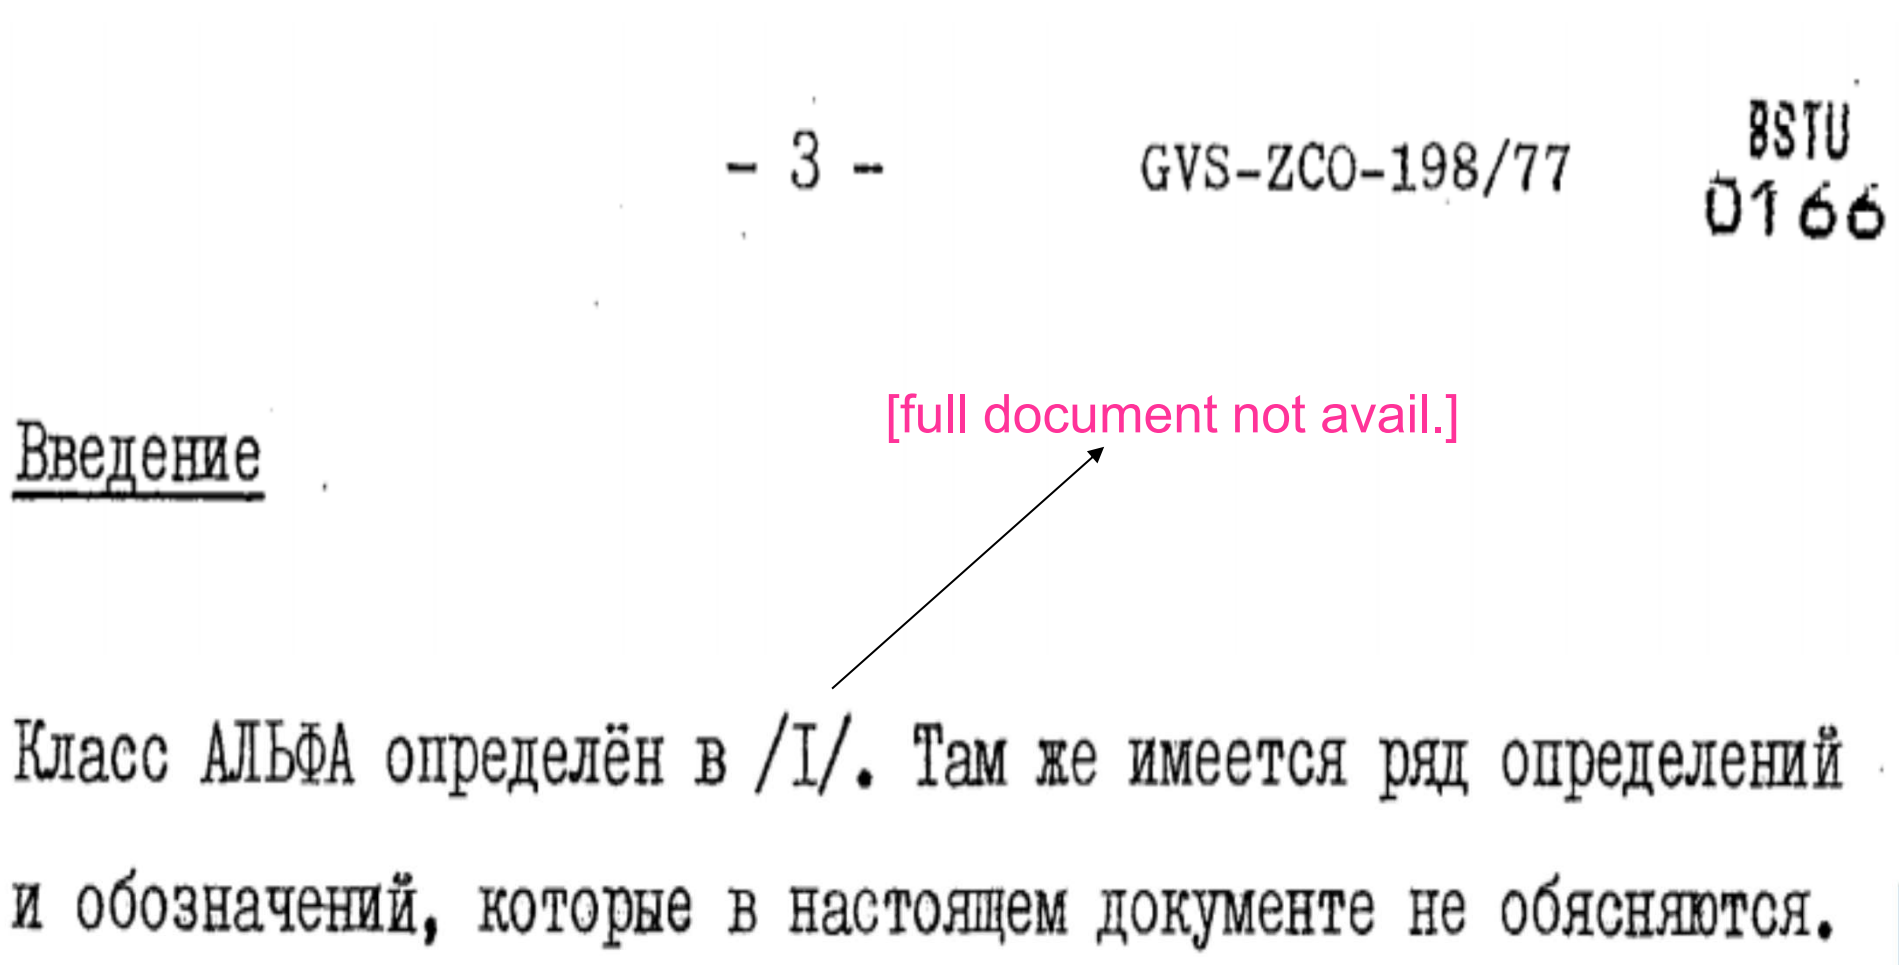 - 3 -
GVS-ZCO-198/77
BSTU
0166
[full document not avail.]
Введение
Класс АЛЬФА определён в /I/. Там же имеется ряд определений
и обозначений, которые в настоящем документе не обясняются.